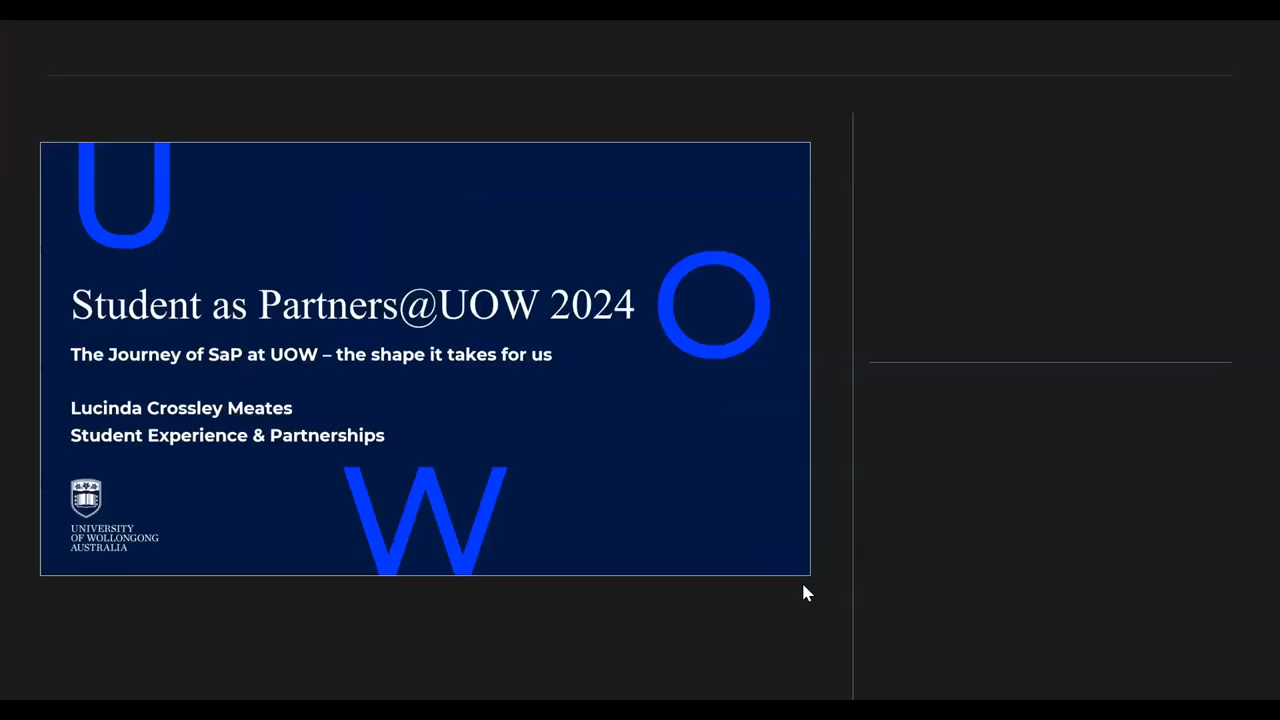 U
O
Student as Partners@UOW 2024
The Journey of SaP at UOW – the shape it takes for us
Lucinda Crossley Meates
Student Experience & Partnerships
W
UNIVERSITY
OF WOLLONGONG
AUSTRALIA